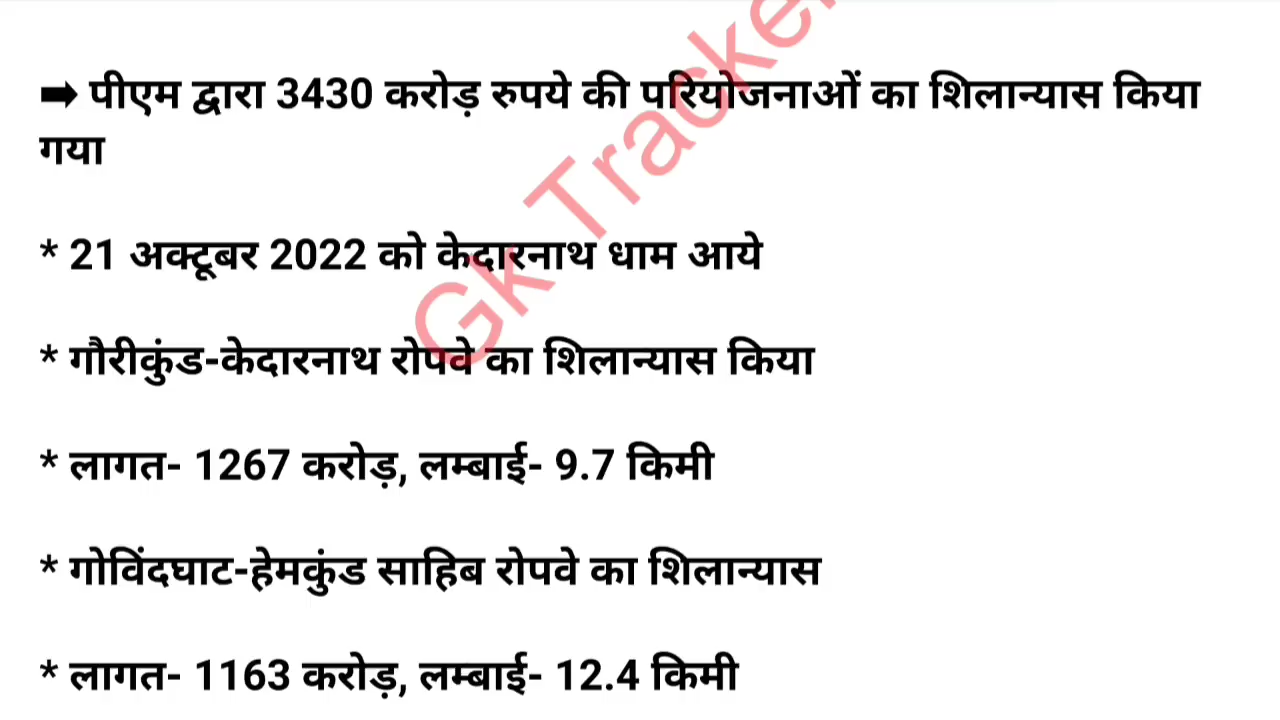 ➡ पीएम द्वारा 3430 करोड़ रुपये की परियोजनाओं का शिलान्यास किया
गया
* 21 अक्टूबर 2022 को केदारनाथ धाम आये
* गौरीकुंड-केदारनाथ रोपवे का शिलान्यास किया
* लागत- 1267 करोड़, लम्बाई- 9.7 किमी
* गोविंदघाट-हेमकुंड साहिब रोपवे का शिलान्यास
* लागत- 1163 करोड़, लम्बाई- 12.4 किमी
Gk Tracker